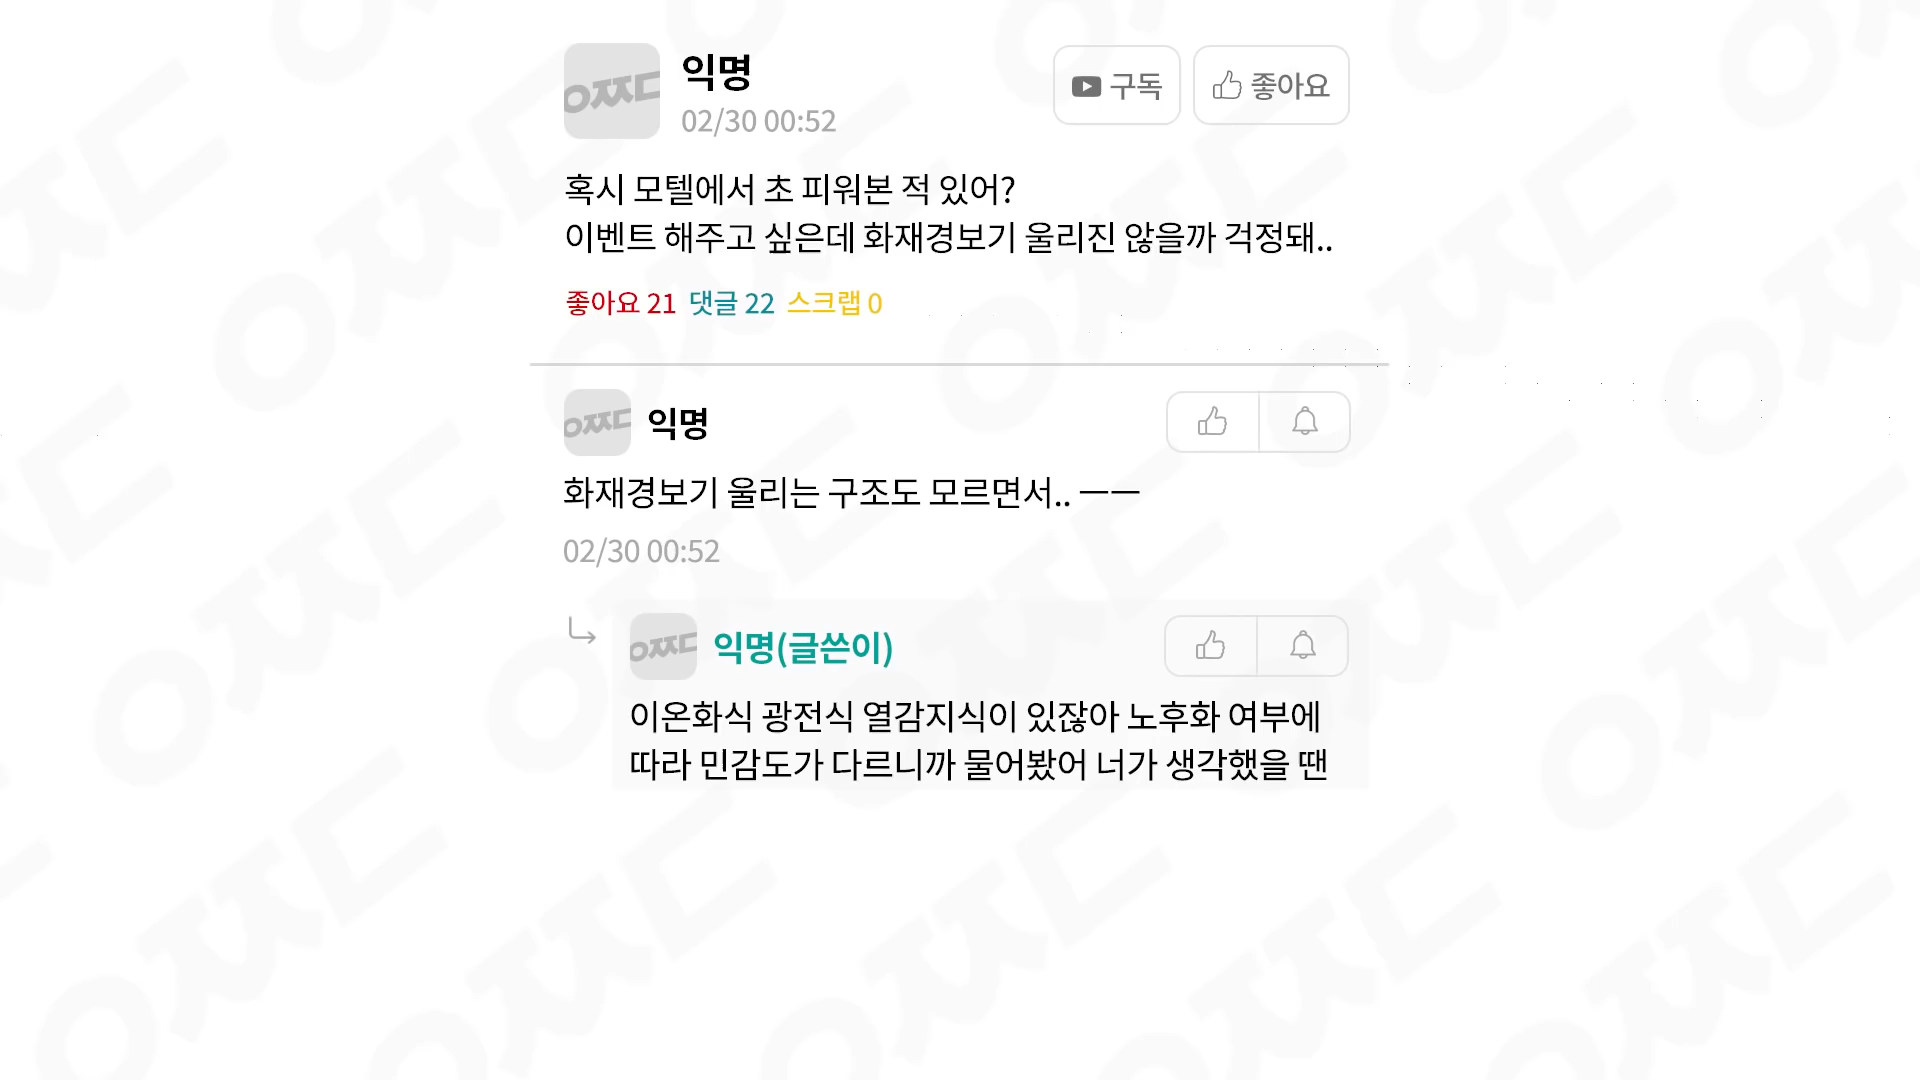 익명
02/30 00:52
구독
좋아요
혹시 모텔에서 초 피워본 적 있어?
이벤트 해주고 싶은데 화재경보기 울리진 않을까 걱정돼..
좋아요 21 댓글 22 스크랩 0
익명
화재경보기 울리는 구조도 모르면서.. ㅡㅡ
02/30 00:52
익명(글쓴이)
이온화식 광전식 열감지식이 있잖아 노후화 여부에
따라 민감도가 다르니까 물어봤어 너가 생각했을 땐